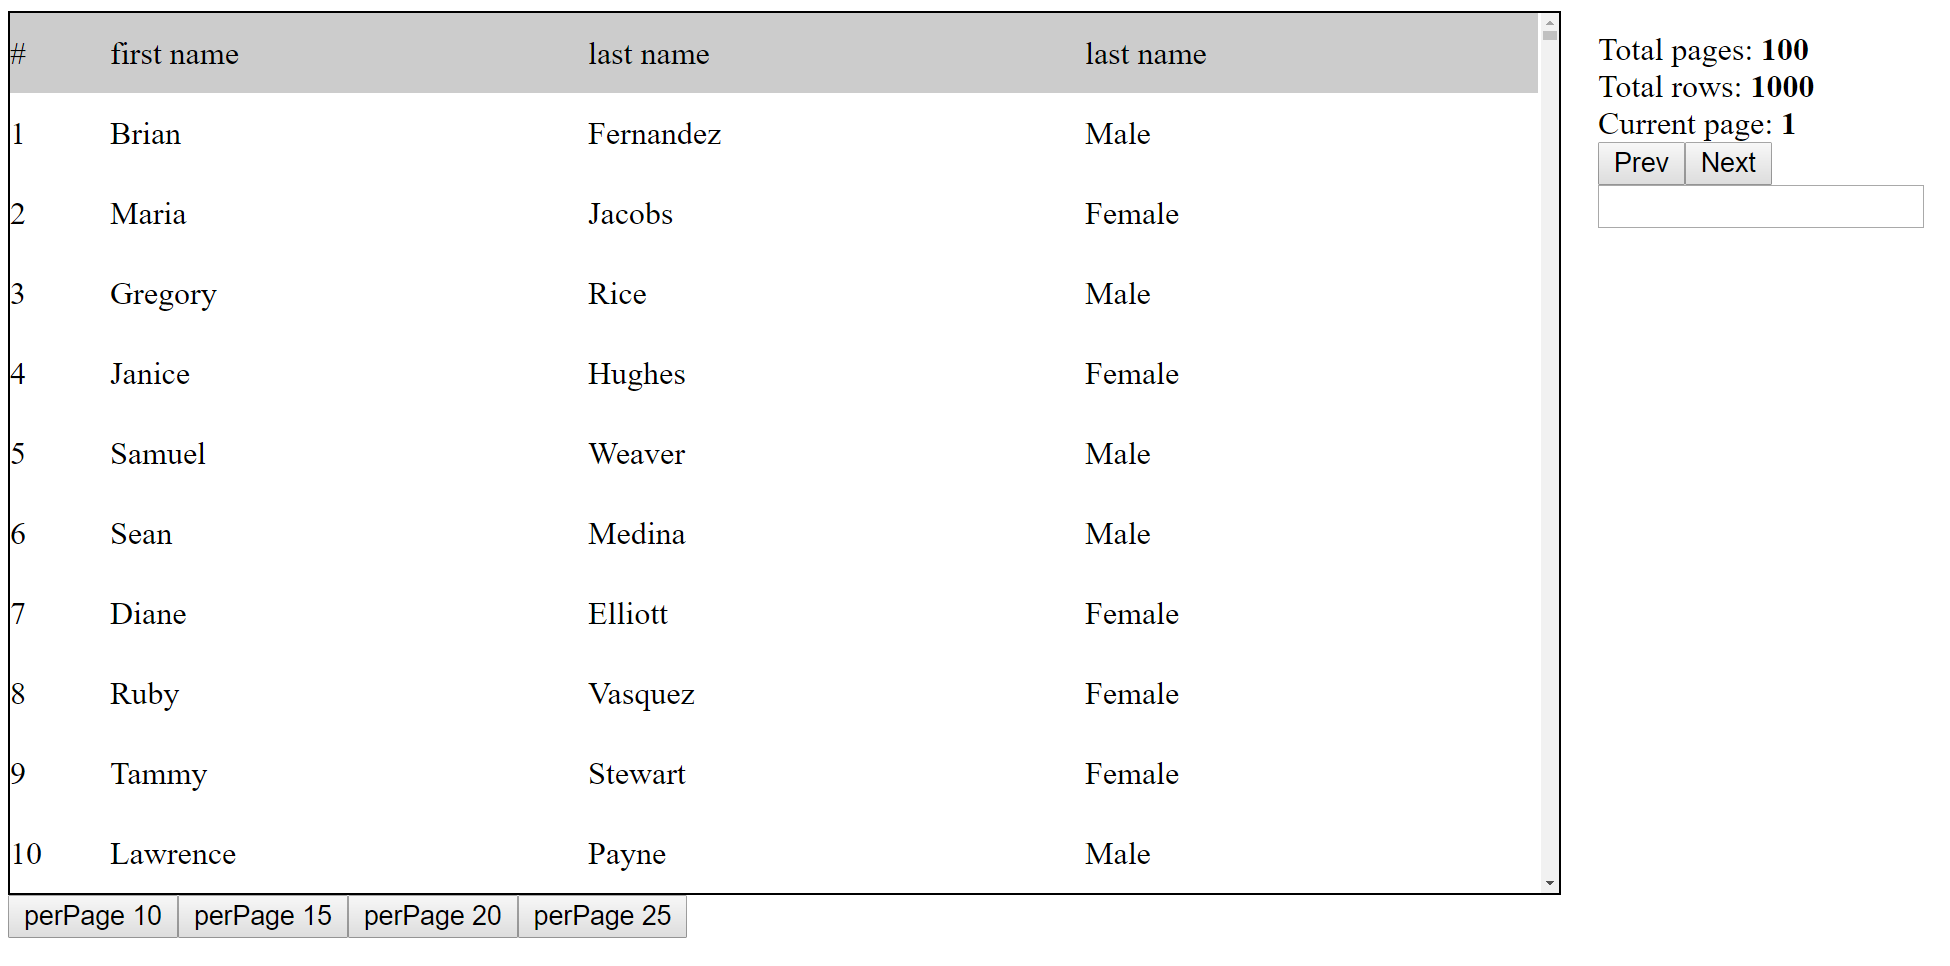 # first name last name last name
1 Brian Fernandez Male
2 Maria Jacobs Female
3 Gregory Rice Male
4 Janice Hughes Female
5 Samuel Weaver Male
6 Sean Medina Male
7 Diane Elliott Female
8 Ruby Vasquez Female
9 Tammy Stewart Female
10 Lawrence Payne Male
perPage 10 perPage 15 perPage 20 perPage 25
Total pages: 100
Total rows: 1000
Current page: 1
Prev Next